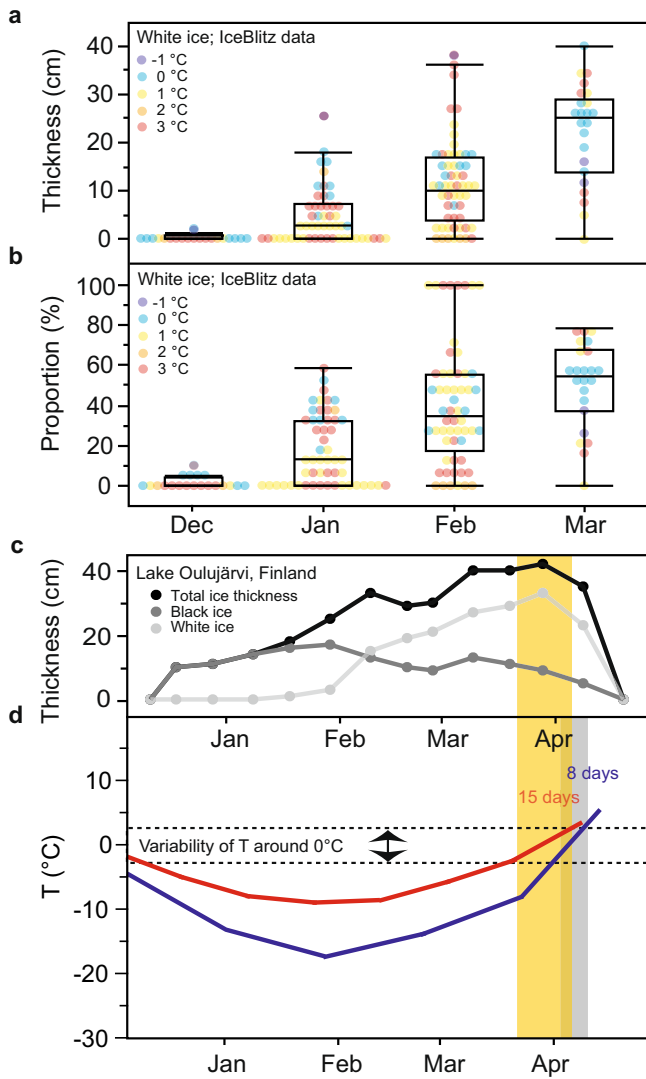 a
White ice; IceBlitz data
-1 °C
0 °C
1 °C
2 °C
3 °C
Thickness (cm)
40
30
20
10
0
b
White ice; IceBlitz data
-1 °C
0 °C
1 °C
2 °C
3 °C
Proportion (%)
100
80
60
40
20
0
Dec Jan Feb Mar
c
Lake Oulujärvi, Finland
Total ice thickness
Black ice
White ice
Thickness (cm)
40
20
0
Jan Feb Mar Apr
d
8 days
15 days
Variability of T around 0°C
T (°C)
10
0
-10
-20
-30
Jan Feb Mar Apr